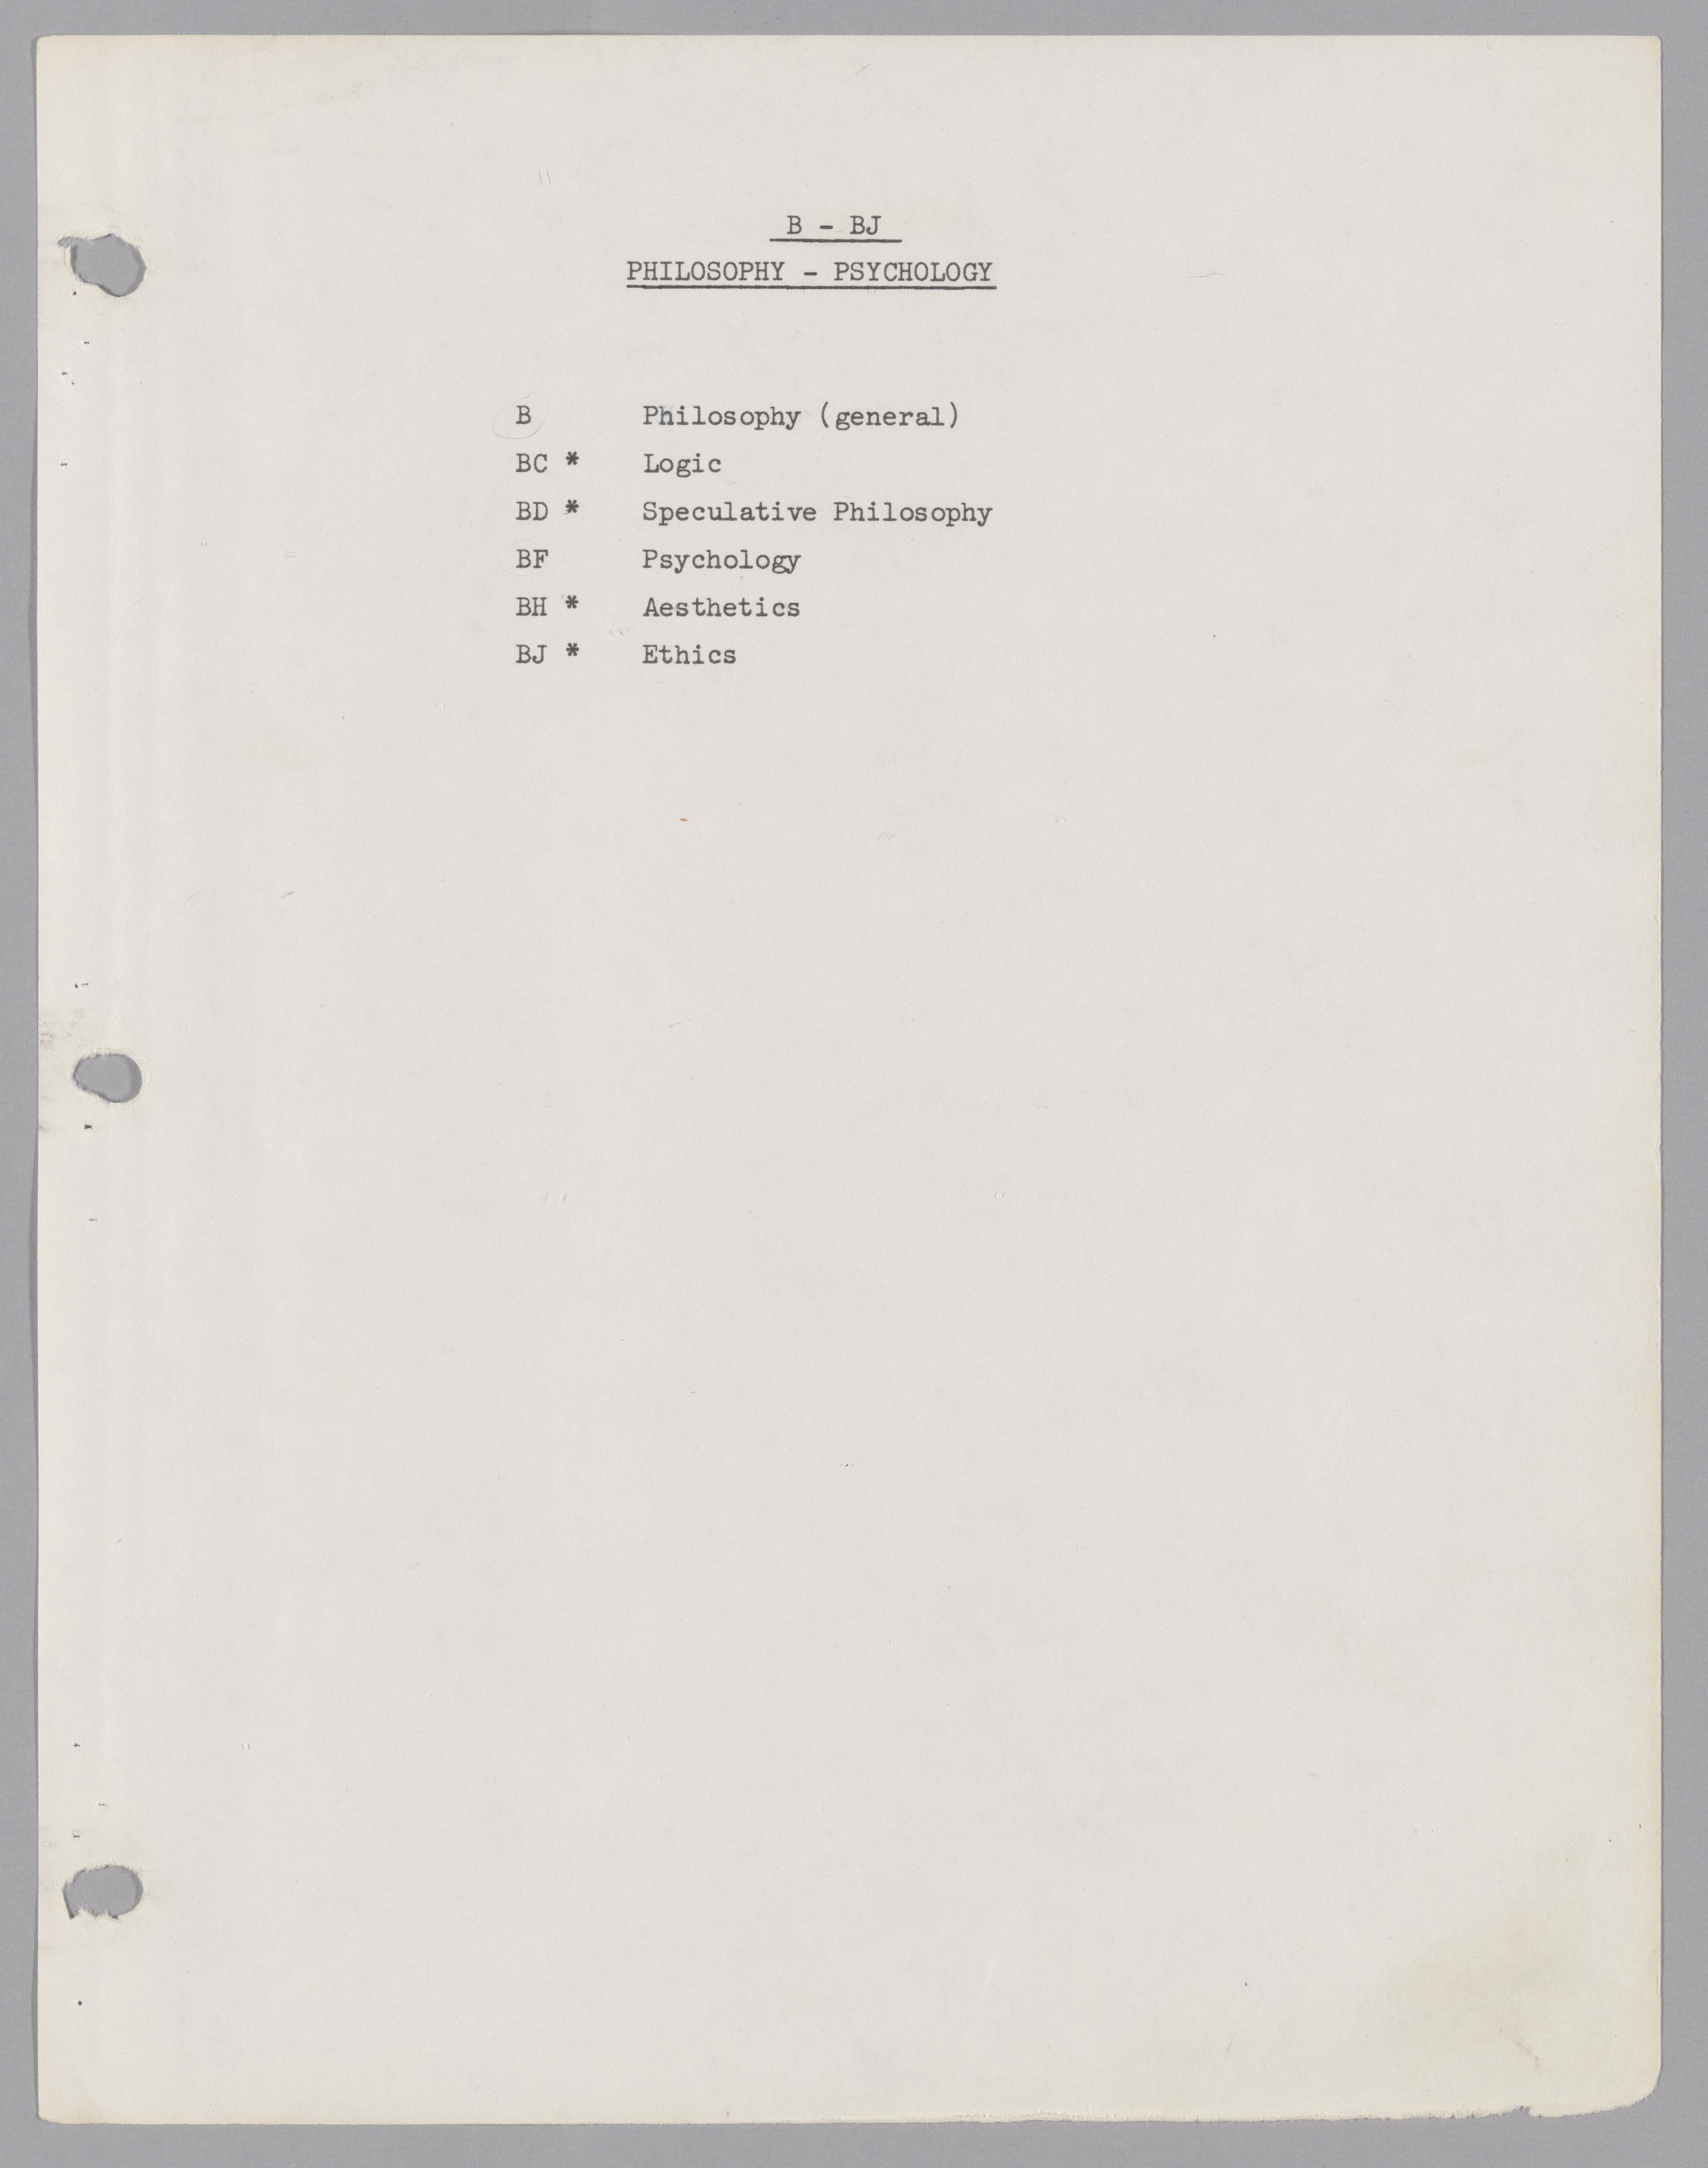 B - BJ
PHILOSOPHY - PSYCHOLOGY
B Philosophy (general)
BC * Logic
BD * Speculative Philosophy
BF Psychology
BH * Aesthetics
BJ * Ethics